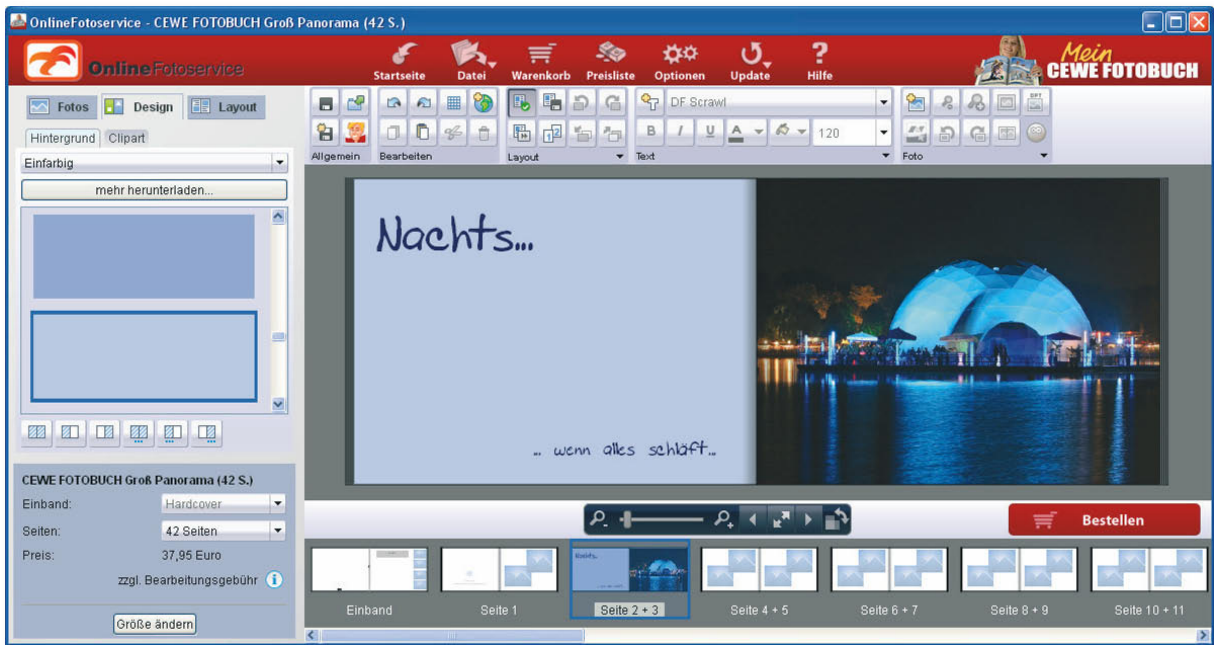 OnlineFotoservice - CEWE FOTOBUCH Groß Panorama (42 S.)
OnlineFotoservice
Startseite Datei Warenkorb Preisliste Optionen Update Hilfe
Mein
CEWE FOTOBUCH
Fotos Design Layout
Hintergrund Clipart
Einfarbig
mehr herunterladen...
DF Scrawl
B I U A 120
Allgemein Bearbeiten Layout Text Foto
Nachts...
... wenn alles schläft...
CEWE FOTOBUCH Groß Panorama (42 S.)
Einband: Hardcover
Seiten: 42 Seiten
Preis: 37,95 Euro
zzgl. Bearbeitungsgebühr
Größe ändern
Bestellen
Nachts...
Einband Seite 1 Seite 2 + 3 Seite 4 + 5 Seite 6 + 7 Seite 8 + 9 Seite 10 + 11